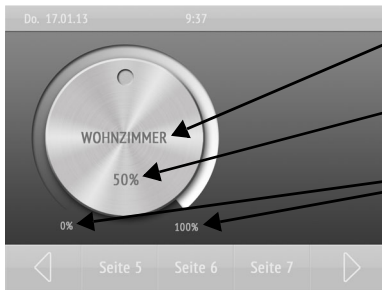 Do. 17.01.13 9:37
WOHNZIMMER
50%
0% 100%
Seite 5 Seite 6 Seite 7